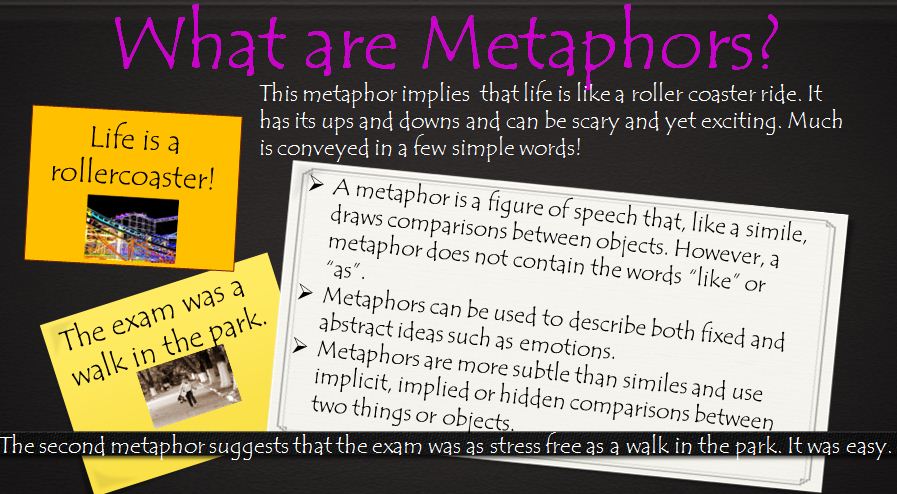 What are Metaphors?
This metaphor implies that life is like a roller coaster ride. It
has its ups and downs and can be scary and yet exciting. Much
is conveyed in a few simple words!
Life is a
rollercoaster!
The exam was a
walk in the park.
A metaphor is a figure of speech that, like a simile,
draws comparisons between objects. However, a
metaphor does not contain the words “like” or
“as”.
Metaphors can be used to describe both fixed and
abstract ideas such as emotions.
Metaphors are more subtle than similes and use
implicit, implied or hidden comparisons between
two things or objects.
The second metaphor suggests that the exam was as stress free as a walk in the park. It was easy.